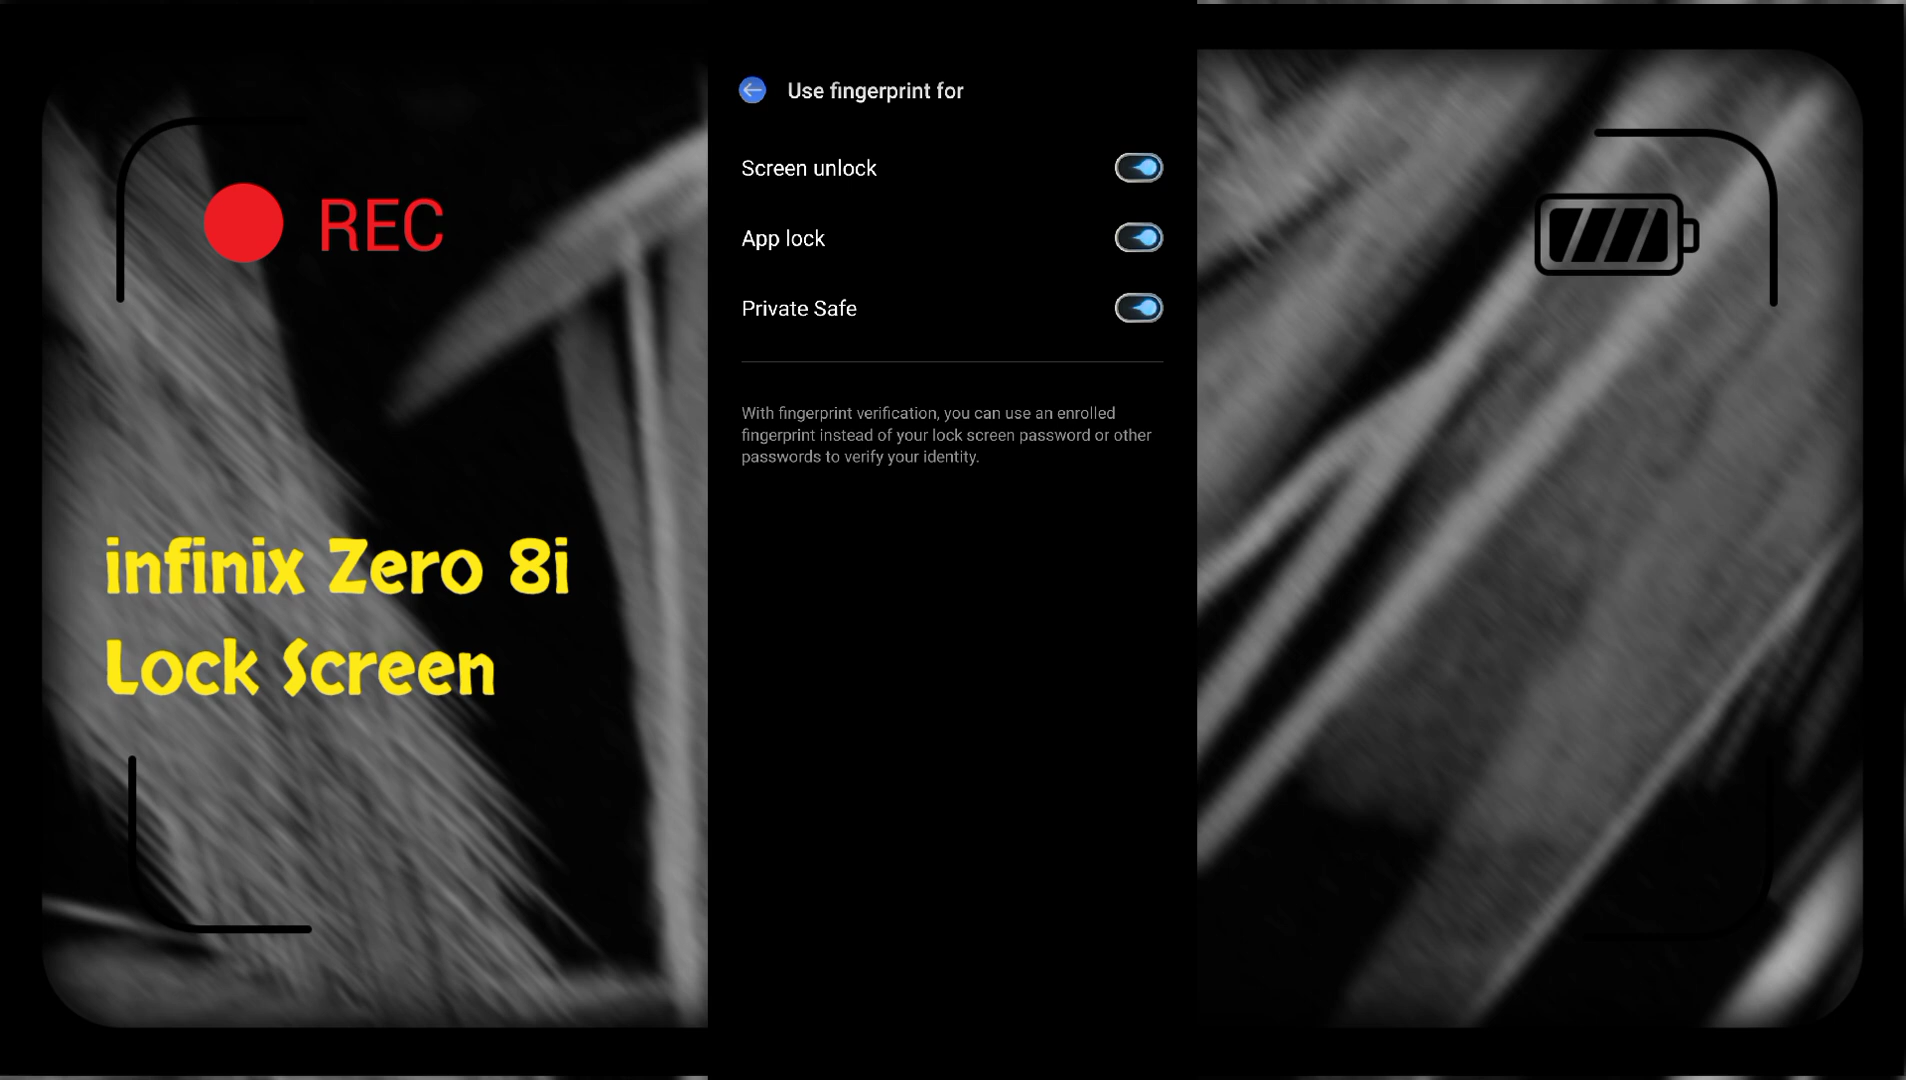 REC
infinix Zero 8i
Lock Screen
Use fingerprint for
Screen unlock
App lock
Private Safe
With fingerprint verification, you can use an enrolled
fingerprint instead of your lock screen password or other
passwords to verify your identity.